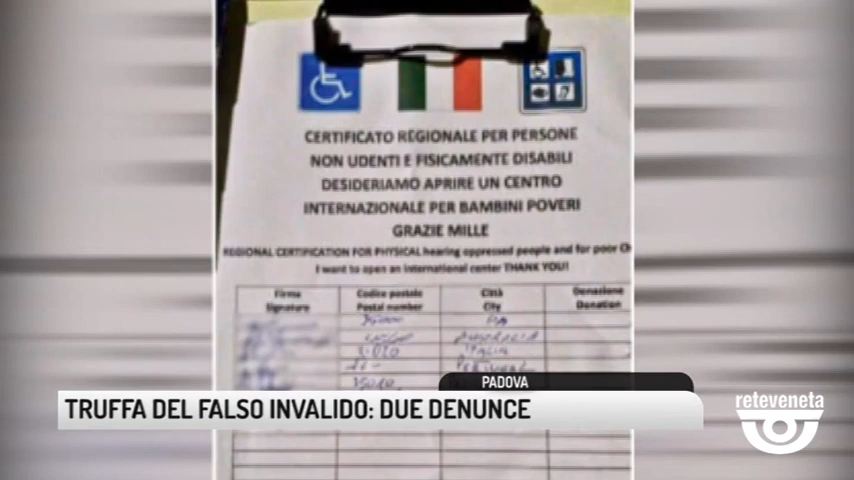 CERTIFICATO REGIONALE PER PERSONE
NON UDENTI E FISICAMENTE DISABILI
DESIDERIAMO APRIRE UN CENTRO
INTERNAZIONALE PER BAMBINI POVERI
GRAZIE MILLE
REGIONAL CERTIFICATION FOR PHYSICAL hearing oppressed people and for poor
I want to open an international center THANK YOU!
Firma Codice postale Città Donazione
Signature Postal number City Donation
AUSTRALIA
ITALIA
PADOVA
TRUFFA DEL FALSO INVALIDO: DUE DENUNCE
reteveneta